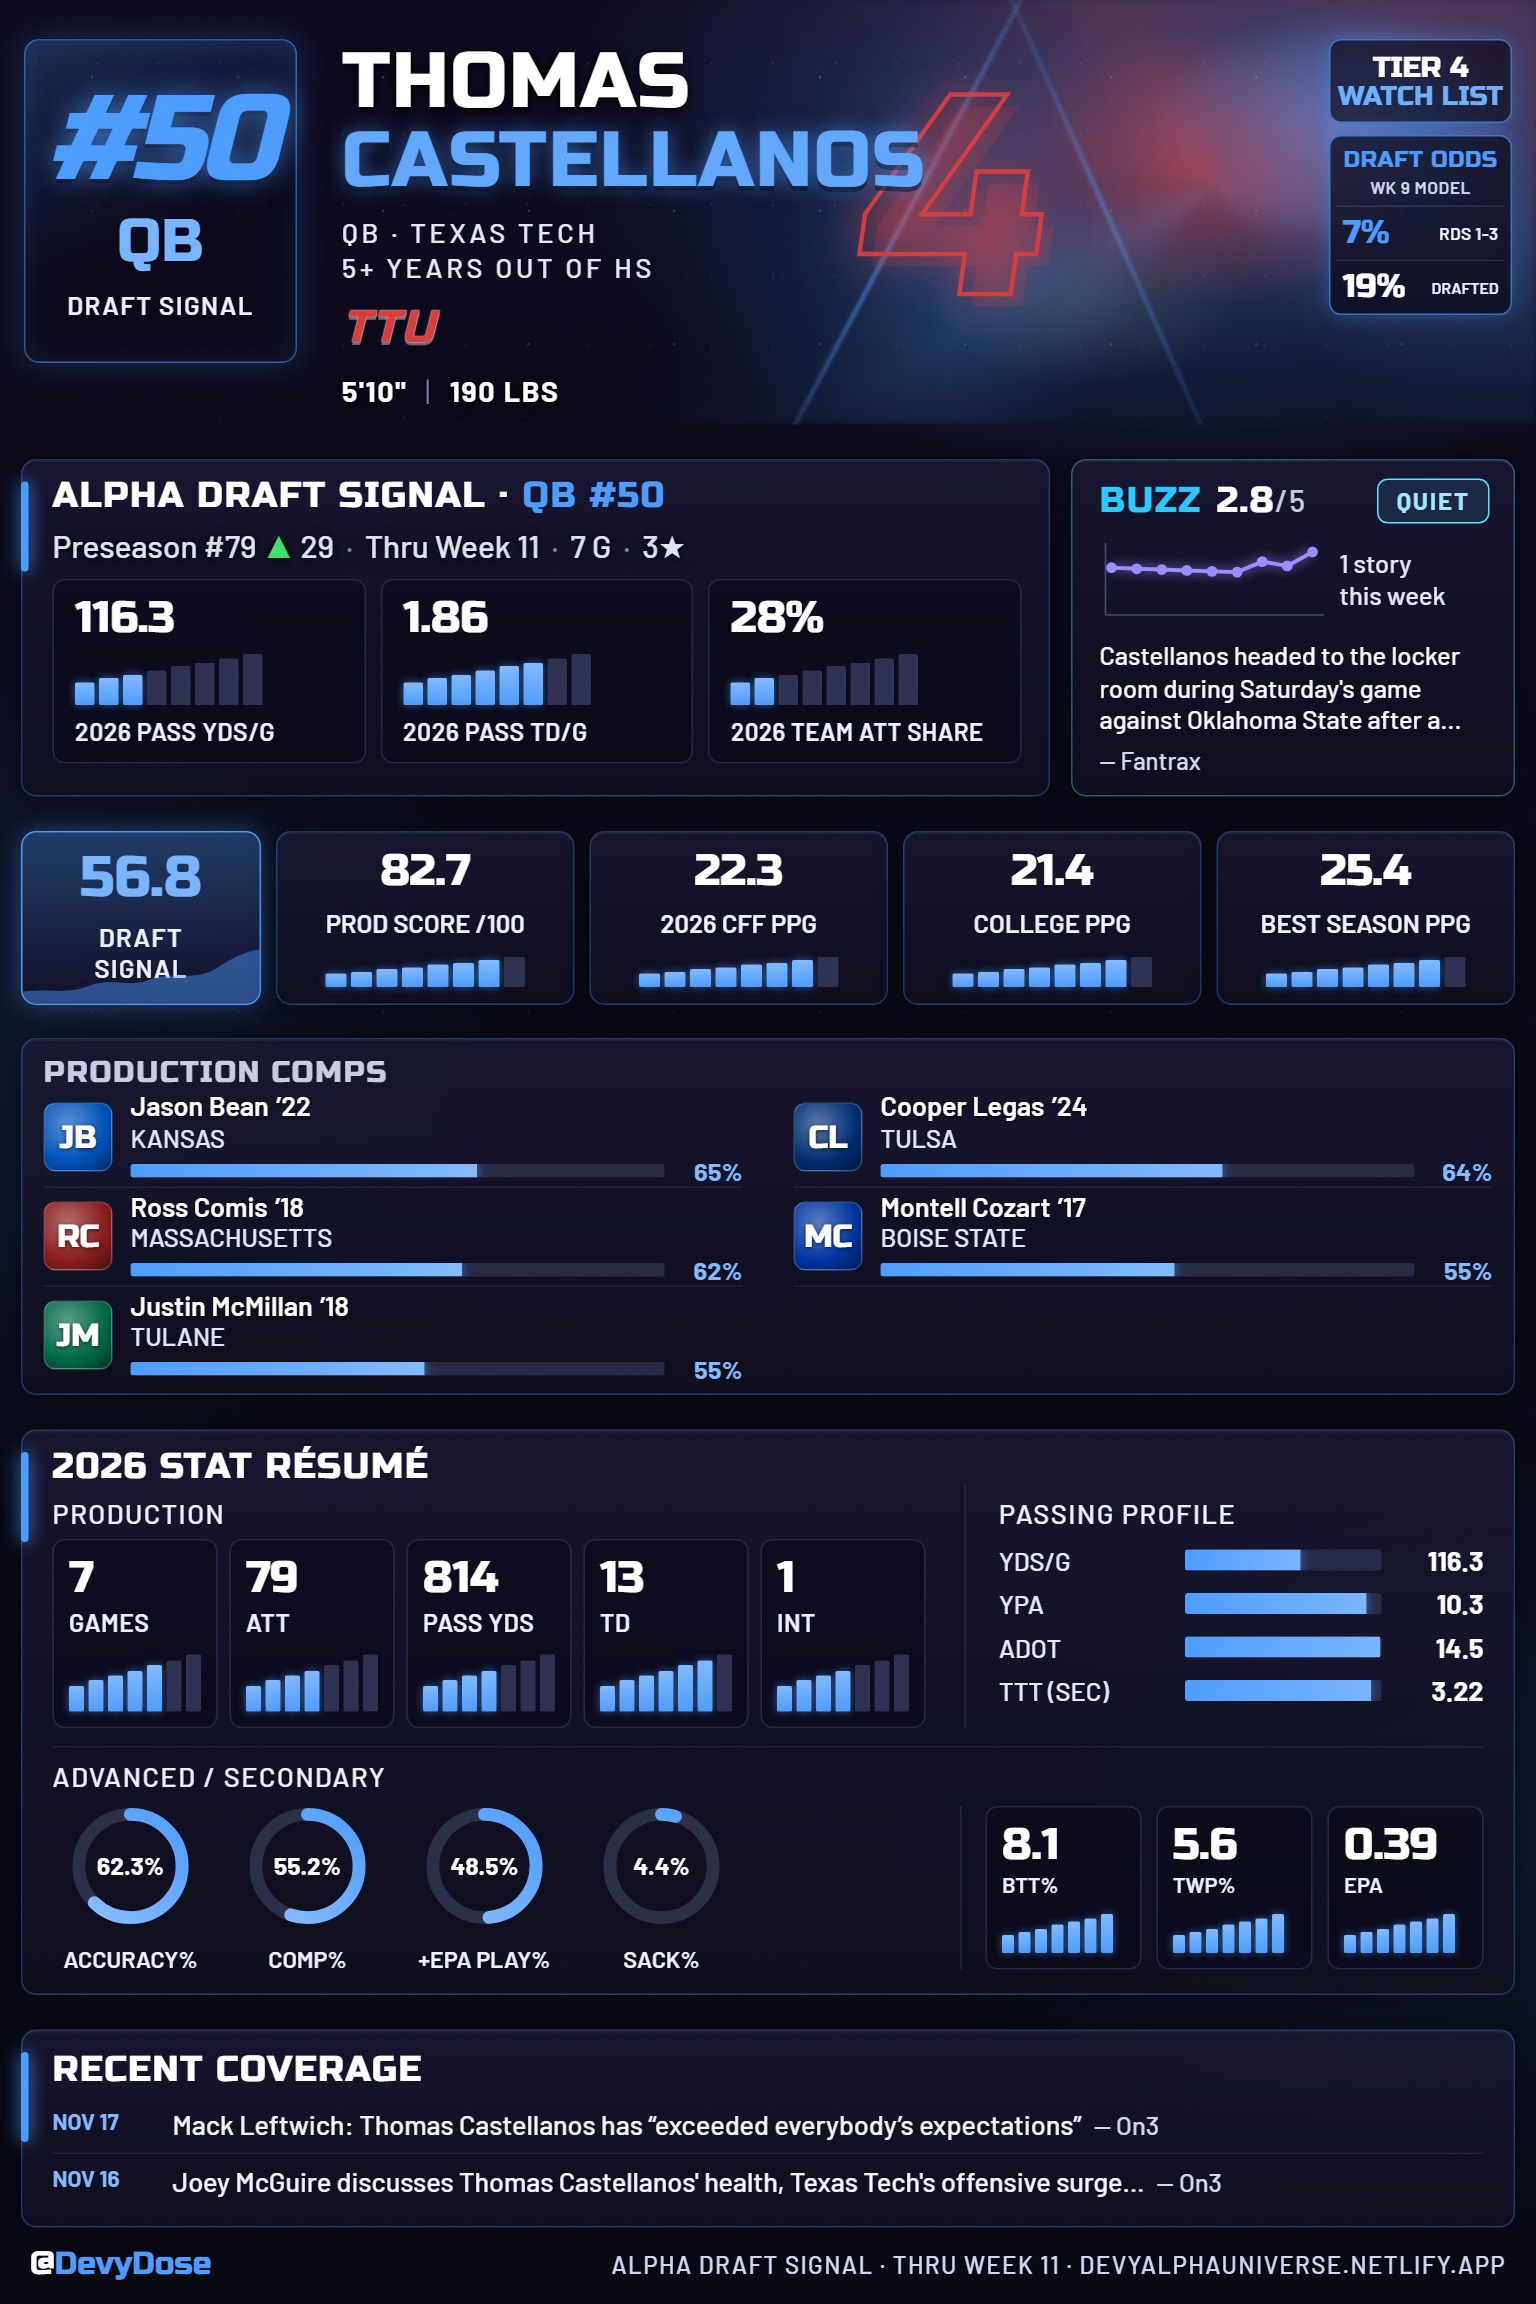 #50
QB
DRAFT SIGNAL
THOMAS
CASTELLANOS
QB · TEXAS TECH
5+ YEARS OUT OF HS
TTU
5'10" | 190 LBS
4
TIER 4
WATCH LIST
DRAFT ODDS
WK 9 MODEL
7% RDS 1-3
19% DRAFTED
ALPHA DRAFT SIGNAL · QB #50
Preseason #79 ▲ 29 · Thru Week 11 · 7 G · 3★
116.3
2026 PASS YDS/G
1.86
2026 PASS TD/G
28%
2026 TEAM ATT SHARE
BUZZ 2.8/5
QUIET
1 story
this week
Castellanos headed to the locker
room during Saturday's game
against Oklahoma State after a...
— Fantrax
56.8
DRAFT
SIGNAL
82.7
PROD SCORE /100
22.3
2026 CFF PPG
21.4
COLLEGE PPG
25.4
BEST SEASON PPG
PRODUCTION COMPS
JB
Jason Bean ’22
KANSAS
65%
CL
Cooper Legas ’24
TULSA
64%
RC
Ross Comis ’18
MASSACHUSETTS
62%
MC
Montell Cozart ’17
BOISE STATE
55%
JM
Justin McMillan ’18
TULANE
55%
2026 STAT RÉSUMÉ
PRODUCTION
7
GAMES
79
ATT
814
PASS YDS
13
TD
1
INT
PASSING PROFILE
YDS/G 116.3
YPA 10.3
ADOT 14.5
TTT (SEC) 3.22
ADVANCED / SECONDARY
62.3%
ACCURACY%
55.2%
COMP%
48.5%
+EPA PLAY%
4.4%
SACK%
8.1
BTT%
5.6
TWP%
0.39
EPA
RECENT COVERAGE
NOV 17 Mack Leftwich: Thomas Castellanos has “exceeded everybody’s expectations” — On3
NOV 16 Joey McGuire discusses Thomas Castellanos' health, Texas Tech's offensive surge... — On3
@DevyDose
ALPHA DRAFT SIGNAL · THRU WEEK 11 · DEVYALPHAUNIVERSE.NETLIFY.APP